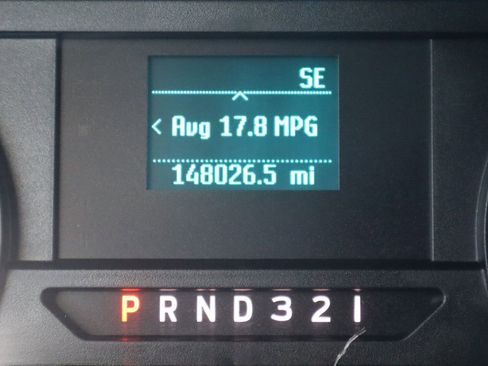 SE
< Avg 17.8 MPG
148026.5 mi
P R N D 3 2 1